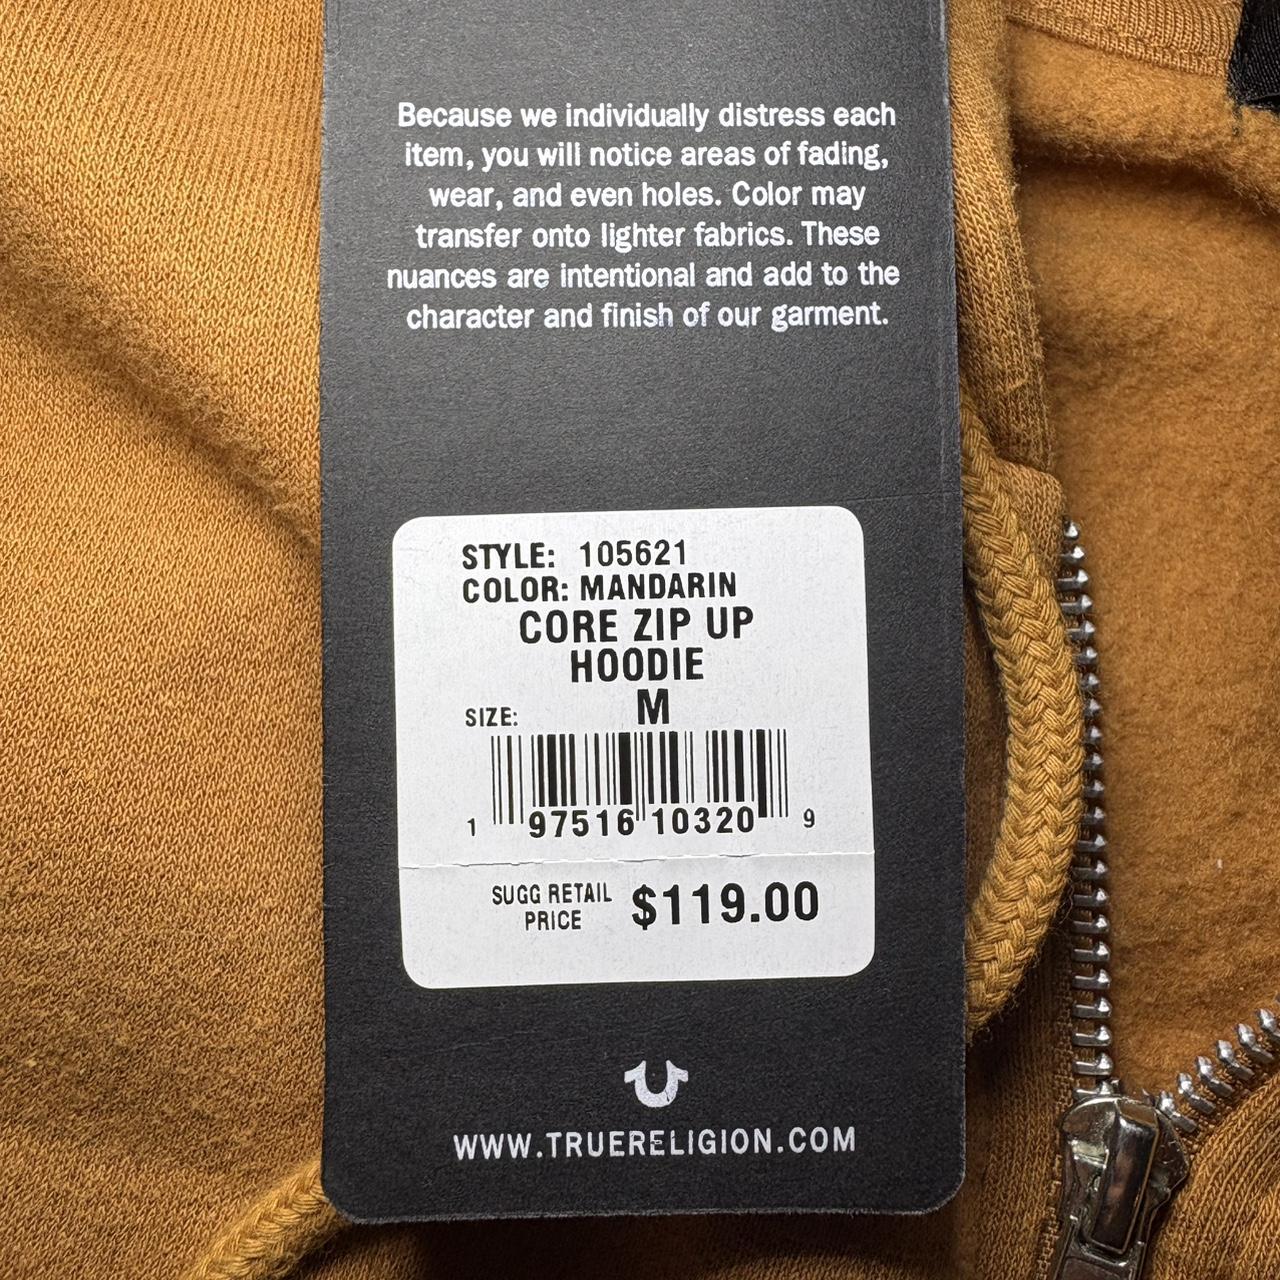 Because we individually distress each
item, you will notice areas of fading,
wear, and even holes. Color may
transfer onto lighter fabrics. These
nuances are intentional and add to the
character and finish of our garment.
STYLE: 105621
COLOR: MANDARIN
CORE ZIP UP
HOODIE
SIZE: M
1 97516 10320 9
SUGG RETAIL
PRICE $119.00
WWW.TRUERELIGION.COM